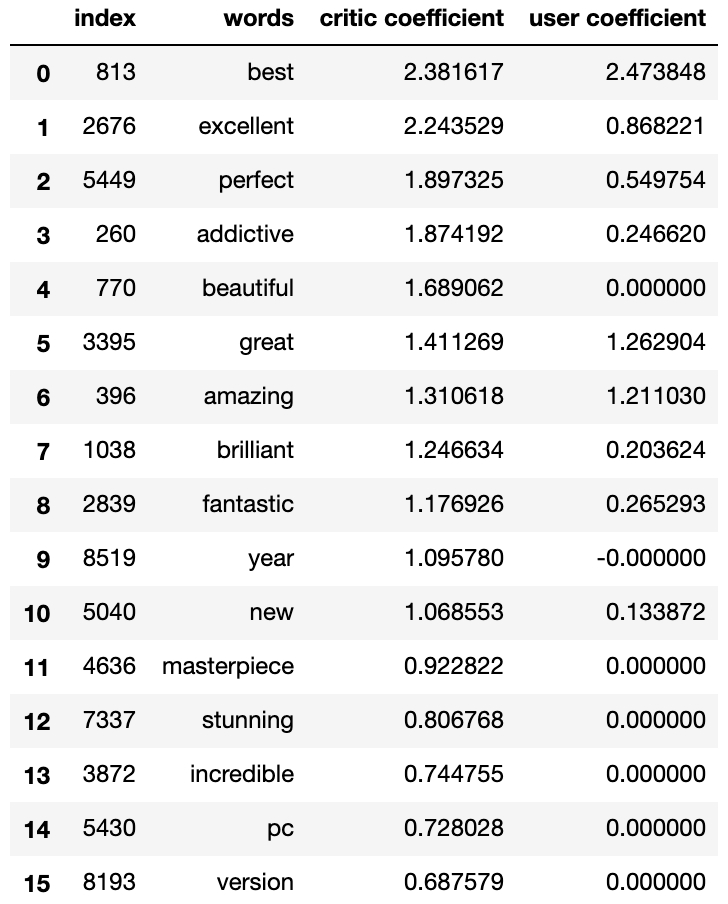 index words critic coefficient user coefficient
0 813 best 2.381617 2.473848
1 2676 excellent 2.243529 0.868221
2 5449 perfect 1.897325 0.549754
3 260 addictive 1.874192 0.246620
4 770 beautiful 1.689062 0.000000
5 3395 great 1.411269 1.262904
6 396 amazing 1.310618 1.211030
7 1038 brilliant 1.246634 0.203624
8 2839 fantastic 1.176926 0.265293
9 8519 year 1.095780 -0.000000
10 5040 new 1.068553 0.133872
11 4636 masterpiece 0.922822 0.000000
12 7337 stunning 0.806768 0.000000
13 3872 incredible 0.744755 0.000000
14 5430 pc 0.728028 0.000000
15 8193 version 0.687579 0.000000